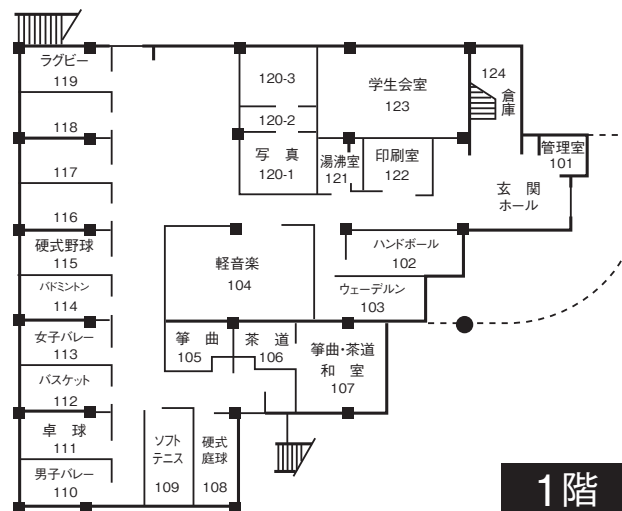 ラグビー
119
118
117
116
硬式野球
115
バドミントン
114
女子バレー
113
バスケット
112
卓球
111
男子バレー
110
120-3
120-2
写真
120-1
学生会室
123
湯沸室
121
印刷室
122
124
倉庫
管理室
101
玄関
ホール
軽音楽
104
ハンドボール
102
ウェーデルン
103
箏曲
105
茶道
106
箏曲・茶道
和室
107
ソフト
テニス
109
硬式
庭球
108
1階